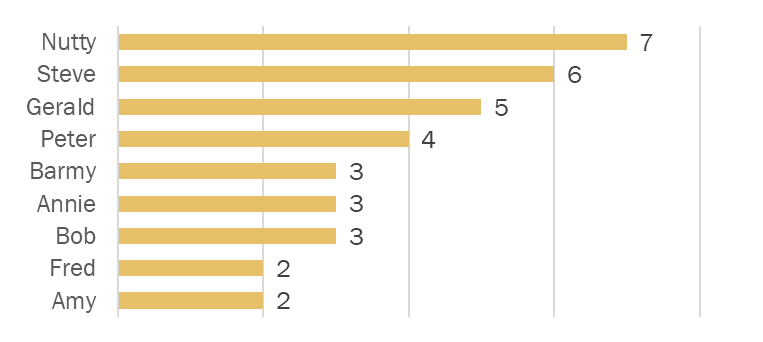 Nutty 7
Steve 6
Gerald 5
Peter 4
Barmy 3
Annie 3
Bob 3
Fred 2
Amy 2